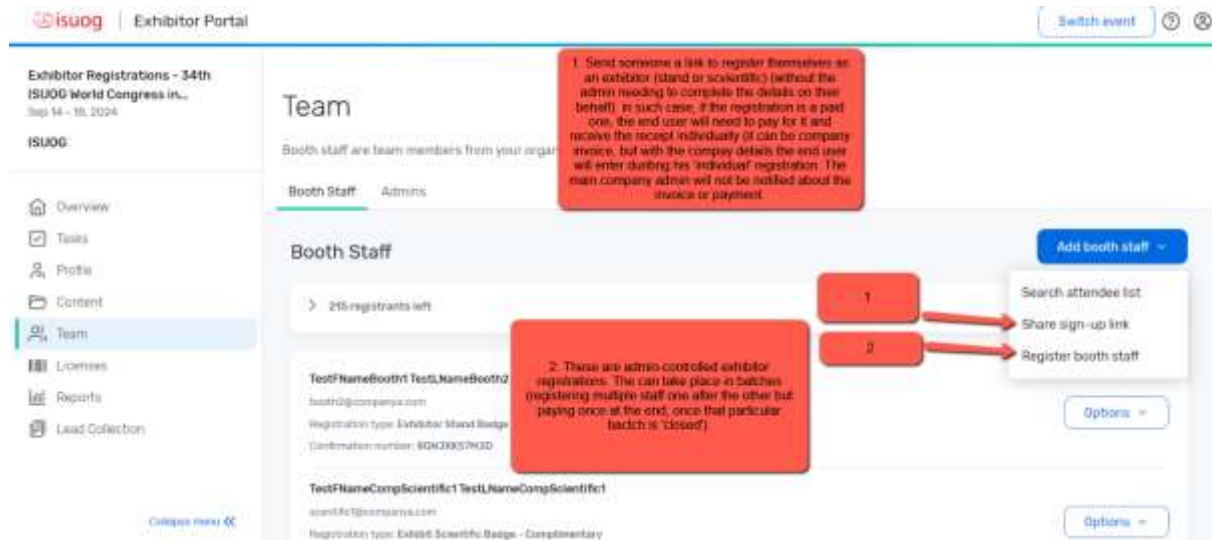 isuog Exhibitor Portal
Switch event
Exhibitor Registrations - 34th
ISUOG World Congress in...
Sep 14 - 18, 2024
ISUOG
Overview
Tasks
Profile
Content
Team
Licenses
Reports
Lead Collection
Collapse menu
Team
Booth staff are team members from your organ
Booth Staff Admins
1. Send someone a link to register themselves as
an exhibitor (stand or scvientific) (without the
admin needing to complete the details on their
behalf). in such case, if the registration is a paid
one, the end user will need to pay for it and
receive the receipt individually (it can be company
invoice, but with the compay details the end user
will enter duribng his 'individual' registration. The
main company admin will not be notified about the
invoice or payment.
Booth Staff
Add booth staff
Search attendee list
Share sign-up link
Register booth staff
215 registrants left
1
2
2. These are admin-controlled exhibitor
registrations. The can take place in batches
(registering multiple staff one after the other but
paying once at the end, once that particular
bactch is 'closed').
TestFNameBooth1 TestLNameBooth2
booth2@companya.com
Registration type: Exhibitor Stand Badge
Confirmation number:
Options
TestFNameCompScientific1 TestLNameCompScientific1
scientific1@companya.com
Registration type: Exhibit Scientific Badge - Complimentary
Options